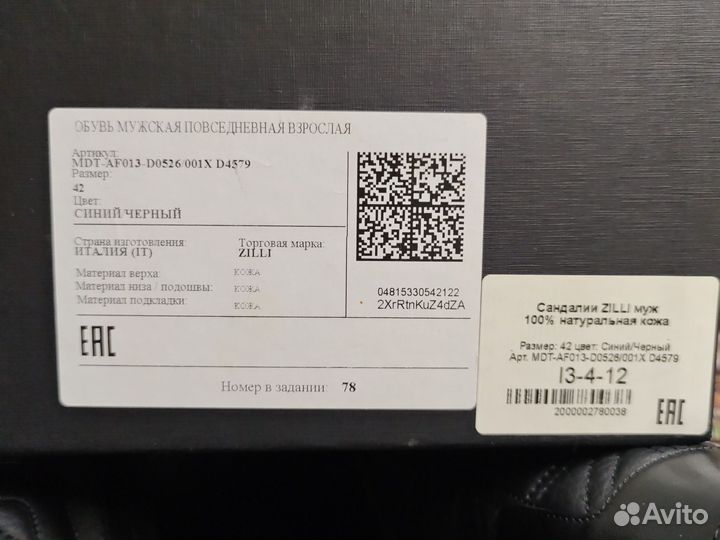 ОБУВЬ МУЖСКАЯ ПОВСЕДНЕВНАЯ ВЗРОСЛАЯ
Артикул:
MDT-AF013-D0526/001X D4579
Размер:
42
Цвет:
СИНИЙ/ЧЕРНЫЙ
Страна изготовления: Торговая марка:
ИТАЛИЯ (IT) ZILLI
Материал верха: КОЖА
Материал низа / подошвы: КОЖА
Материал подкладки: КОЖА
04815330542122
2XrRtnKuZ4dZA
EAC
Номер в задании: 78
Сандалии ZILLI муж
100% натуральная кожа
Размер: 42 цвет: Синий/Черный
Арт. MDT-AF013-D0526/001X D4579
I3-4-12
2000002780038
EAC
Avito